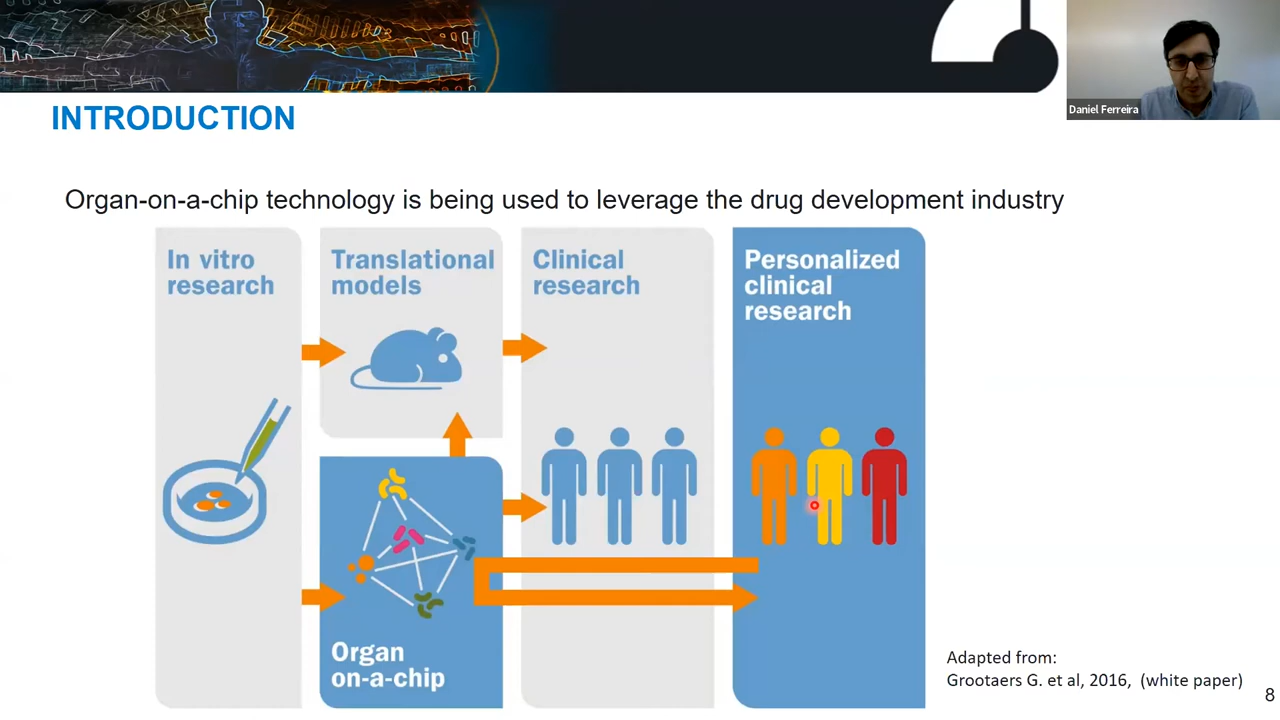 Daniel Ferreira
INTRODUCTION
Organ-on-a-chip technology is being used to leverage the drug development industry
In vitro
research
Translational
models
Clinical
research
Personalized
clinical
research
Organ
on-a-chip
Adapted from:
Grootaers G. et al, 2016, (white paper)
8